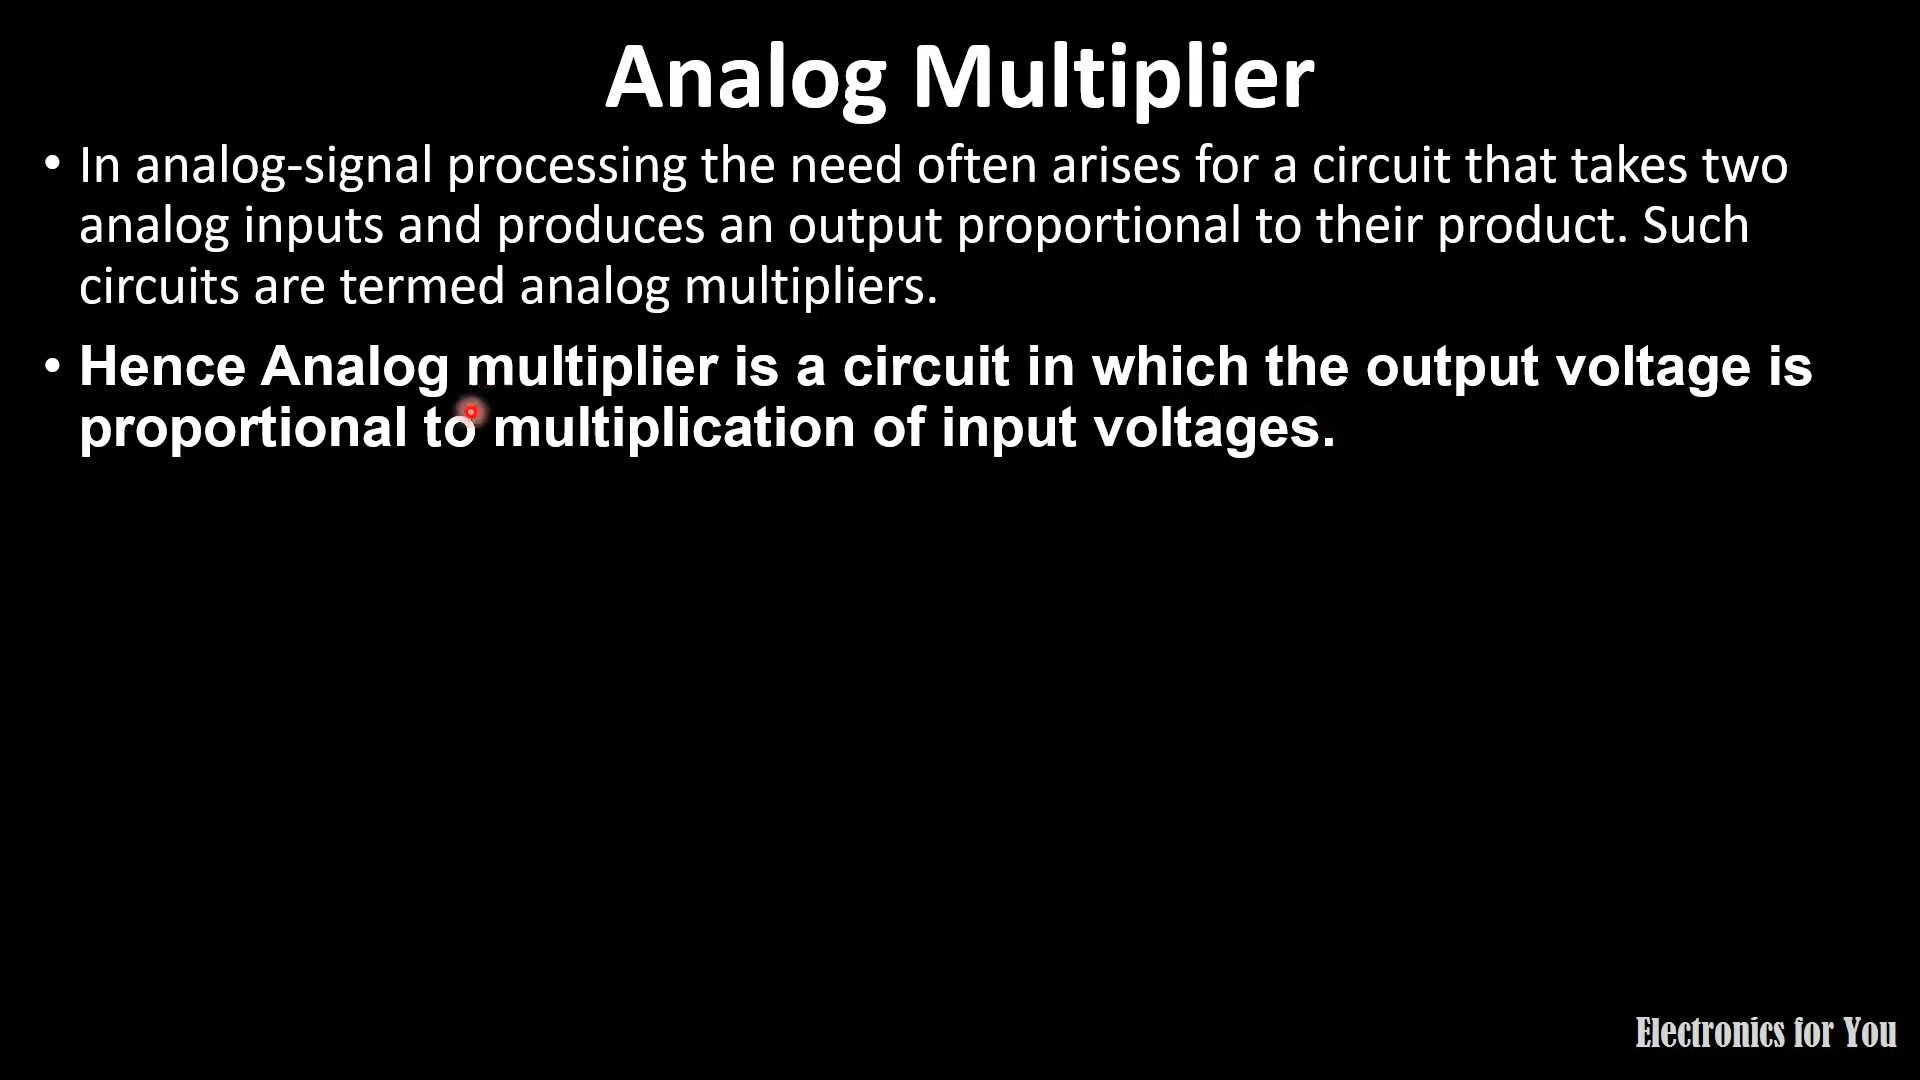 Analog Multiplier
• In analog-signal processing the need often arises for a circuit that takes two
analog inputs and produces an output proportional to their product. Such
circuits are termed analog multipliers.
• Hence Analog multiplier is a circuit in which the output voltage is
proportional to multiplication of input voltages.
Electronics for You